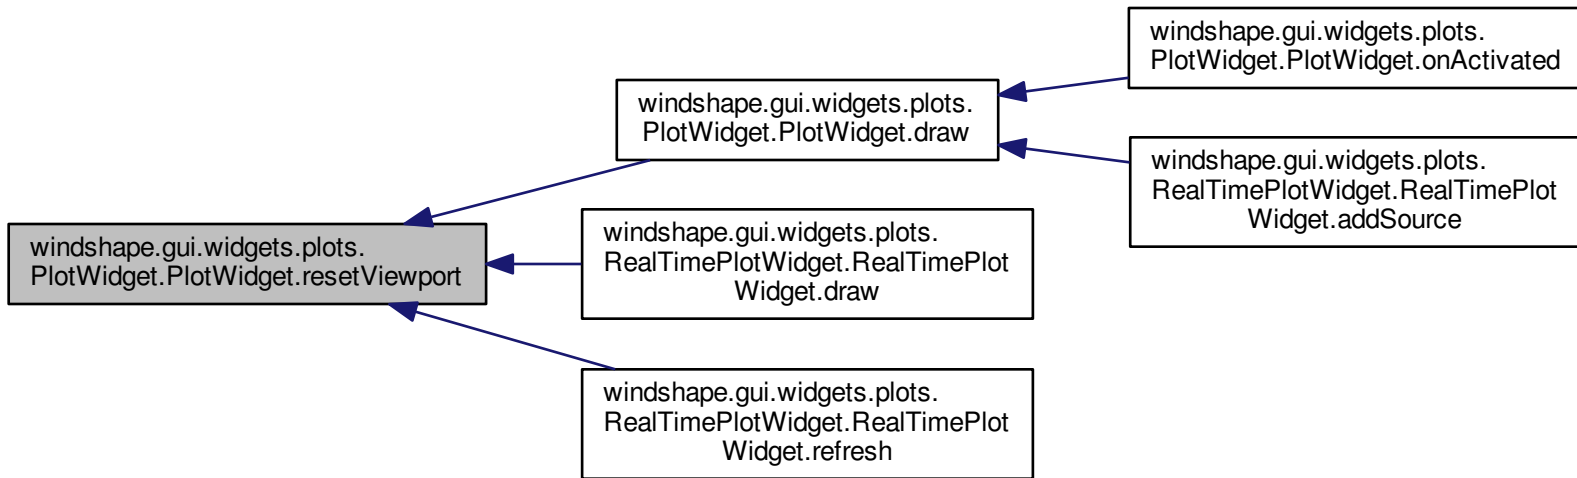 windshape.gui.widgets.plots.
PlotWidget.PlotWidget.resetViewport
windshape.gui.widgets.plots.
PlotWidget.PlotWidget.draw
windshape.gui.widgets.plots.
RealTimePlotWidget.RealTimePlot
Widget.draw
windshape.gui.widgets.plots.
RealTimePlotWidget.RealTimePlot
Widget.refresh
windshape.gui.widgets.plots.
PlotWidget.PlotWidget.onActivated
windshape.gui.widgets.plots.
RealTimePlotWidget.RealTimePlot
Widget.addSource